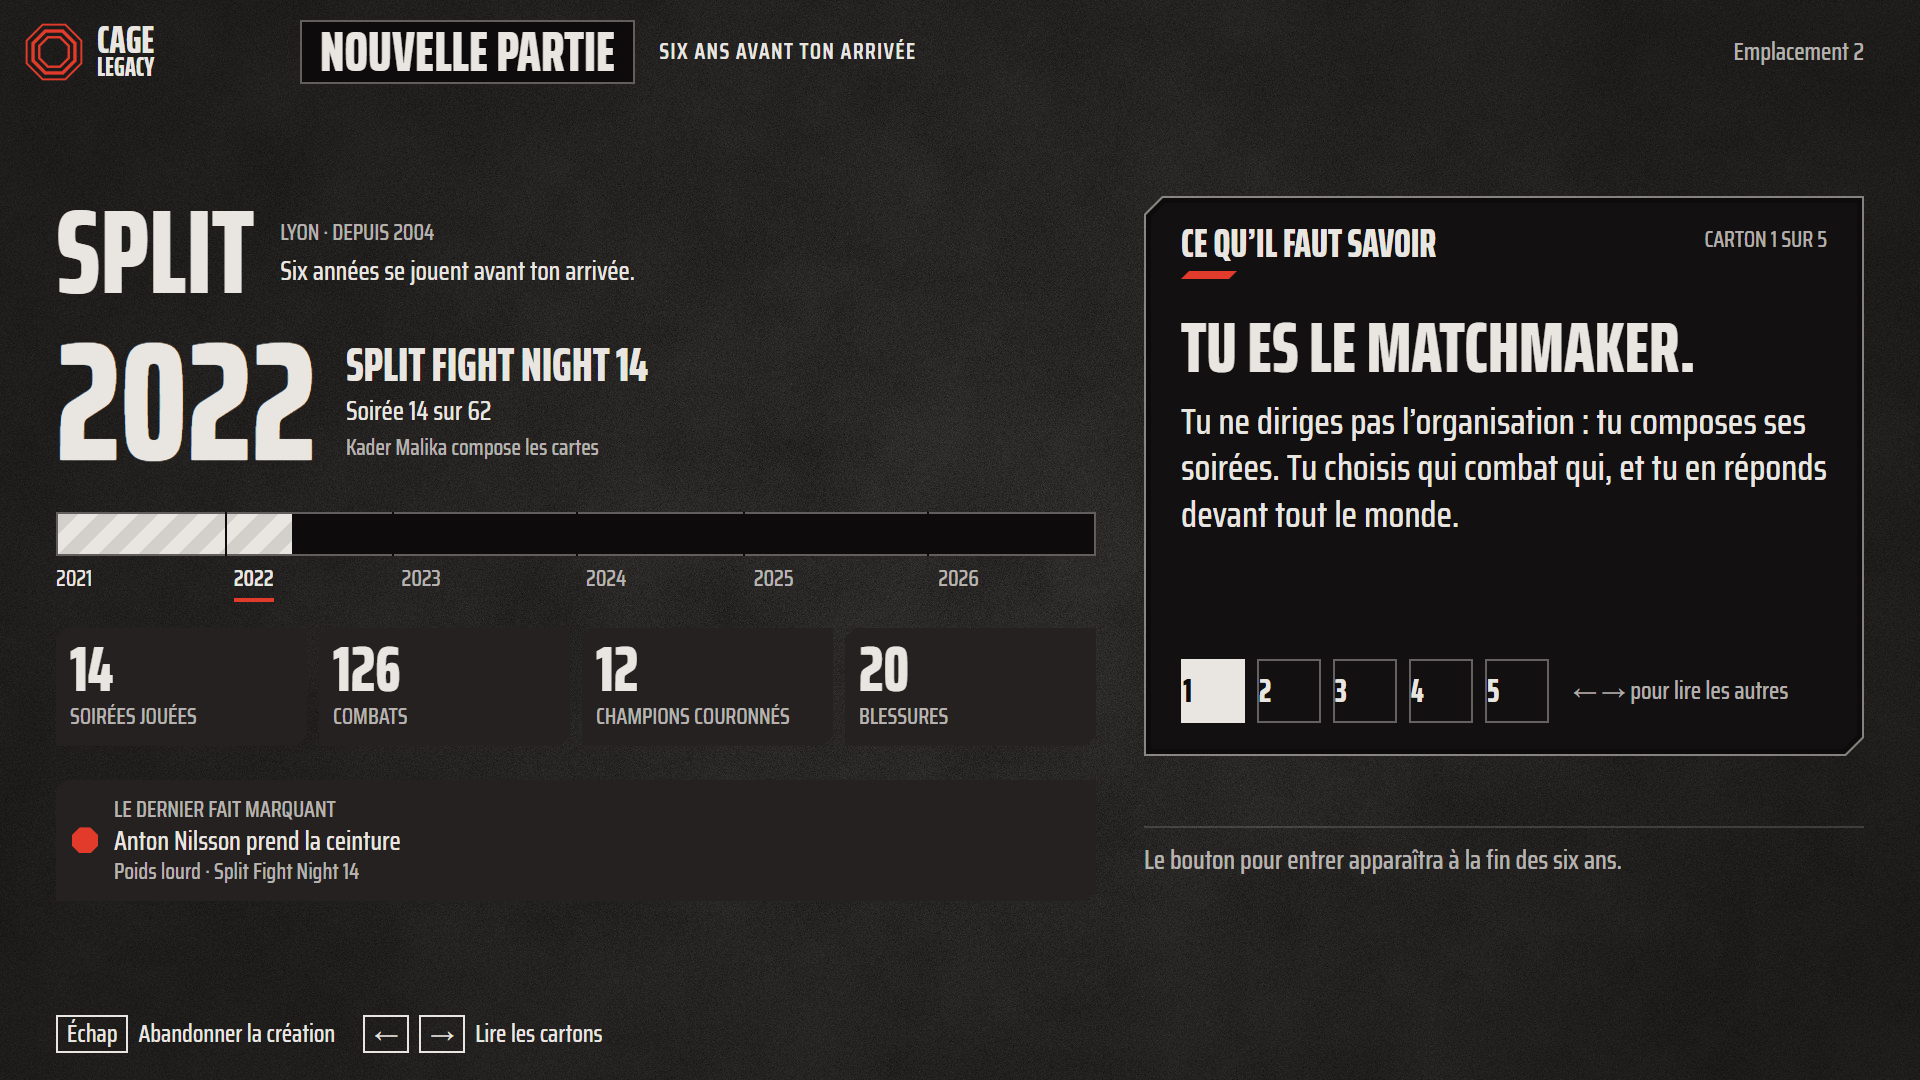 CAGE
LEGACY
NOUVELLE PARTIE
SIX ANS AVANT TON ARRIVÉE
Emplacement 2
SPLIT
LYON · DEPUIS 2004
Six années se jouent avant ton arrivée.
2022
SPLIT FIGHT NIGHT 14
Soirée 14 sur 62
Kader Malika compose les cartes
2021
2022
2023
2024
2025
2026
14
SOIRÉES JOUÉES
126
COMBATS
12
CHAMPIONS COURONNÉS
20
BLESSURES
LE DERNIER FAIT MARQUANT
Anton Nilsson prend la ceinture
Poids lourd · Split Fight Night 14
CE QU’IL FAUT SAVOIR
CARTON 1 SUR 5
TU ES LE MATCHMAKER.
Tu ne diriges pas l’organisation : tu composes ses
soirées. Tu choisis qui combat qui, et tu en réponds
devant tout le monde.
1 2 3 4 5 ←→ pour lire les autres
Le bouton pour entrer apparaîtra à la fin des six ans.
Échap Abandonner la création ← → Lire les cartons